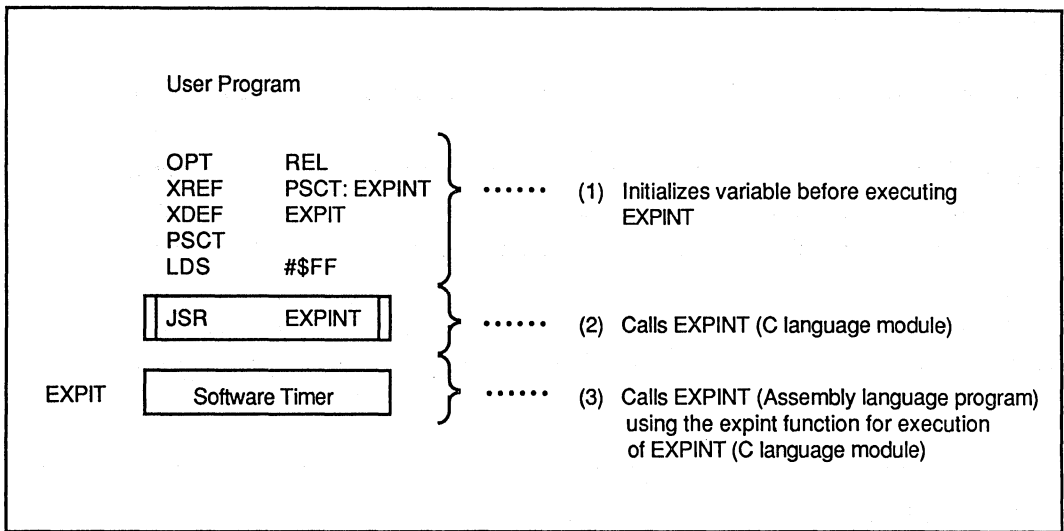 User Program
OPT REL
XREF PSCT: EXPINT
XDEF EXPIT
PSCT
LDS #$FF
...... (1) Initializes variable before executing
EXPINT
JSR EXPINT ...... (2) Calls EXPINT (C language module)
EXPIT Software Timer ...... (3) Calls EXPINT (Assembly language program)
using the expint function for execution
of EXPINT (C language module)